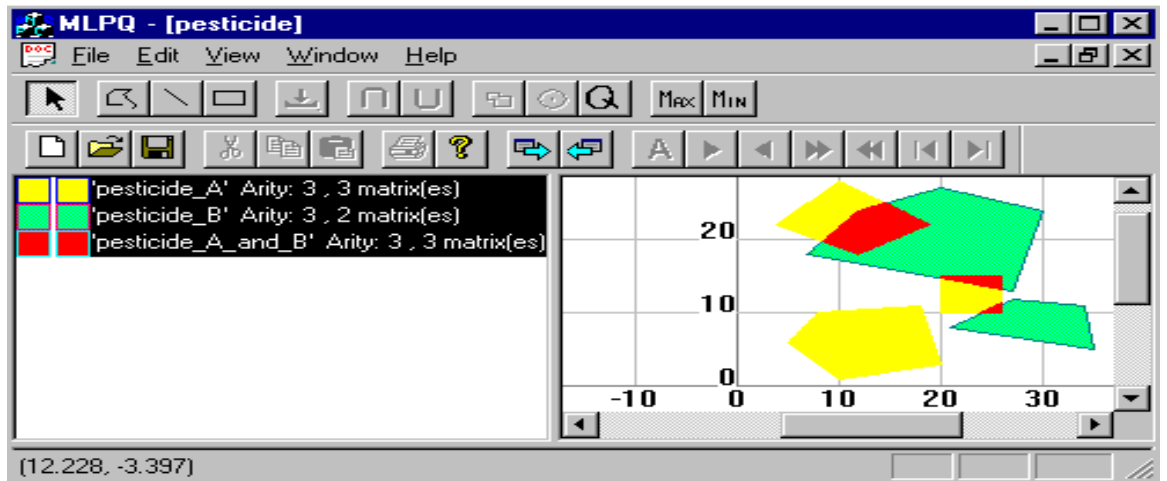 MLPQ - [pesticide]
DOC File Edit View Window Help
Q MAX MIN
? A
'pesticide_A' Arity: 3 , 3 matrix(es)
'pesticide_B' Arity: 3 , 2 matrix(es)
'pesticide_A_and_B' Arity: 3 , 3 matrix(es)
20
10
0
-10 0 10 20 30
(12.228, -3.397)